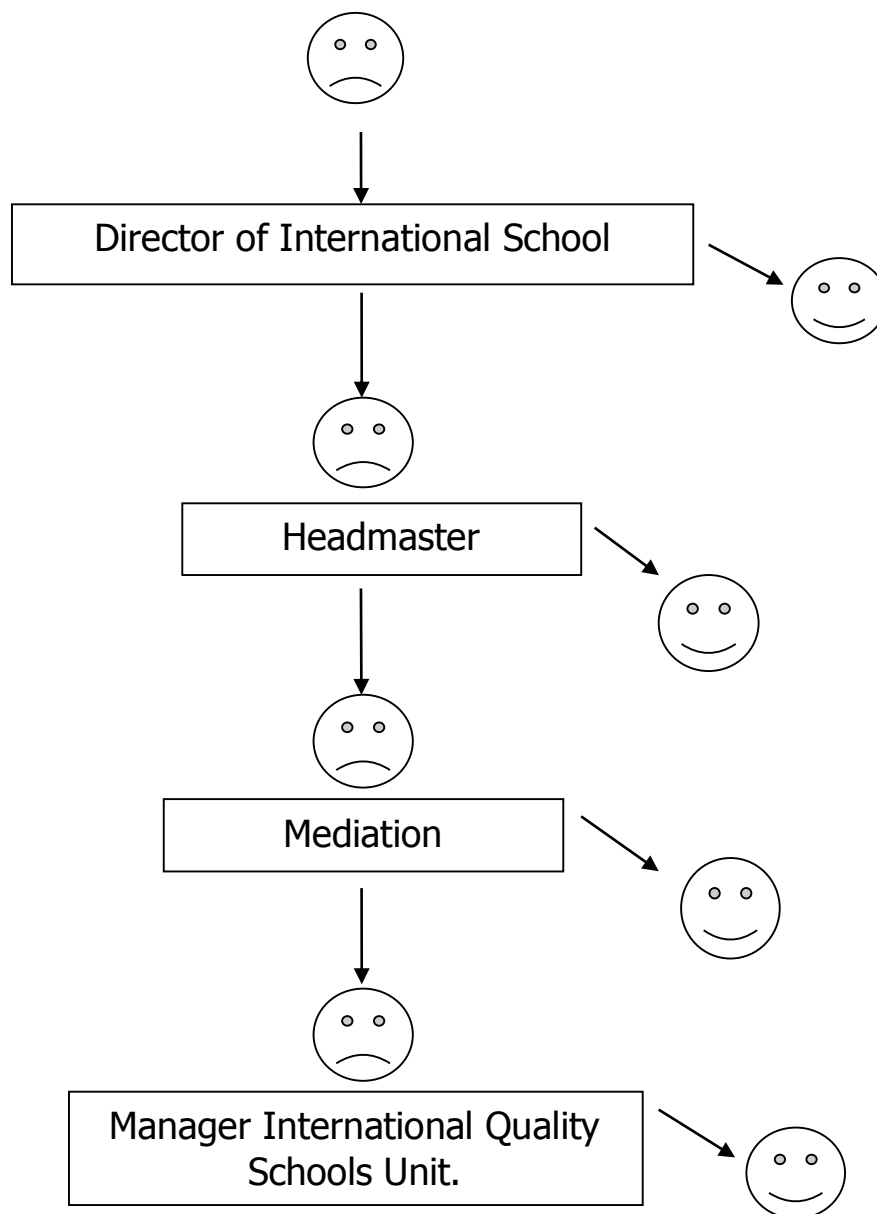 Director of International School
Headmaster
Mediation
Manager International Quality
Schools Unit.